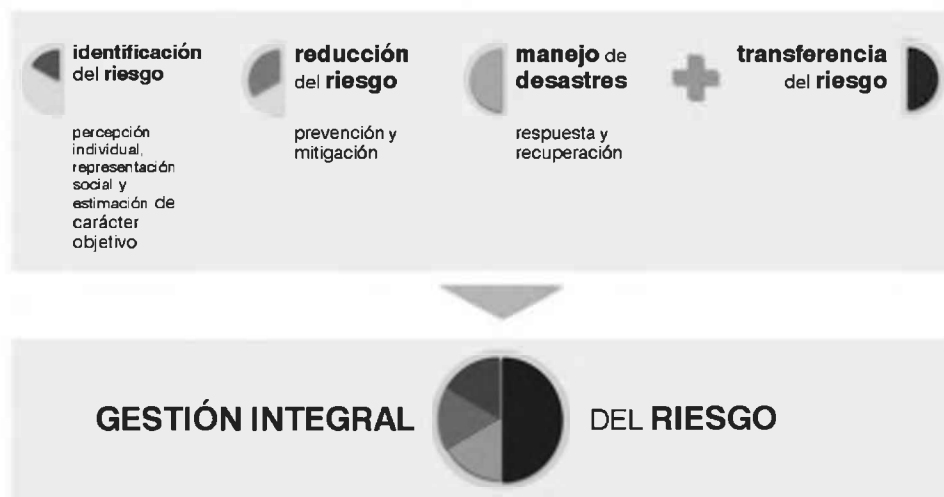 identificación
del riesgo
percepción
individual,
representación
social y
estimación de
carácter
objetivo
reducción
del riesgo
prevención y
mitigación
manejo de
desastres
respuesta y
recuperación
transferencia
del riesgo
GESTIÓN INTEGRAL DEL RIESGO